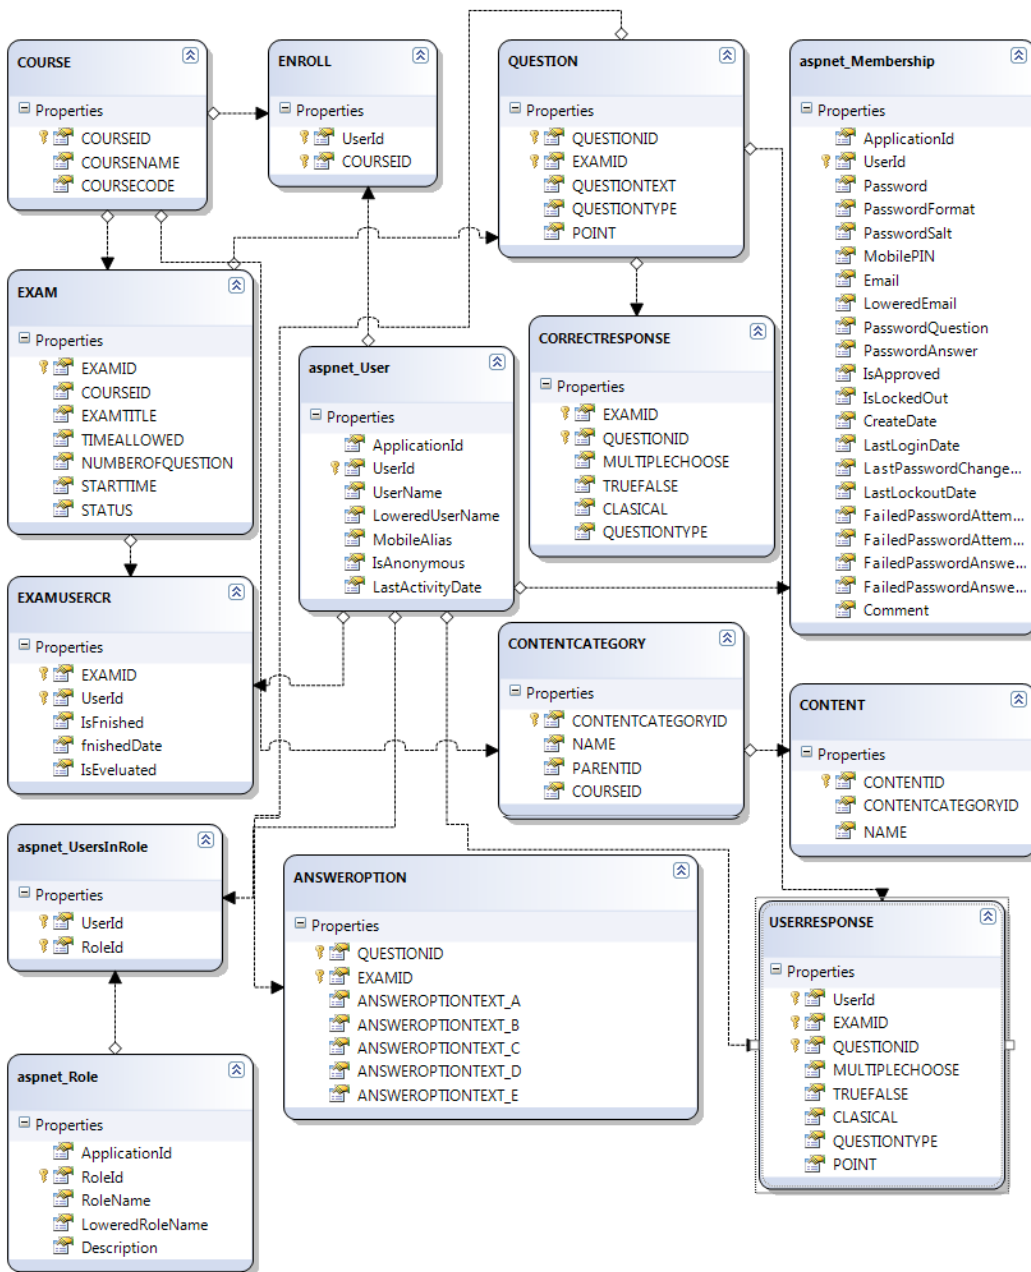 COURSE
Properties
COURSEID
COURSENAME
COURSECODE
ENROLL
Properties
UserId
COURSEID
QUESTION
Properties
QUESTIONID
EXAMID
QUESTIONTEXT
QUESTIONTYPE
POINT
aspnet_Membership
Properties
ApplicationId
UserId
Password
PasswordFormat
PasswordSalt
MobilePIN
Email
LoweredEmail
PasswordQuestion
PasswordAnswer
IsApproved
IsLockedOut
CreateDate
LastLoginDate
LastPasswordChange...
LastLockoutDate
FailedPasswordAttem...
FailedPasswordAttem...
FailedPasswordAnswe...
FailedPasswordAnswe...
Comment
EXAM
Properties
EXAMID
COURSEID
EXAMTITLE
TIMEALLOWED
NUMBEROFQUESTION
STARTTIME
STATUS
aspnet_User
Properties
ApplicationId
UserId
UserName
LoweredUserName
MobileAlias
IsAnonymous
LastActivityDate
CORRECTRESPONSE
Properties
EXAMID
QUESTIONID
MULTIPLECHOOSE
TRUEFALSE
CLASICAL
QUESTIONTYPE
EXAMUSERCR
Properties
EXAMID
UserId
IsFnished
fnishedDate
IsEveluated
CONTENTCATEGORY
Properties
CONTENTCATEGORYID
NAME
PARENTID
COURSEID
CONTENT
Properties
CONTENTID
CONTENTCATEGORYID
NAME
aspnet_UsersInRole
Properties
UserId
RoleId
ANSWEROPTION
Properties
QUESTIONID
EXAMID
ANSWEROPTIONTEXT_A
ANSWEROPTIONTEXT_B
ANSWEROPTIONTEXT_C
ANSWEROPTIONTEXT_D
ANSWEROPTIONTEXT_E
USERRESPONSE
Properties
UserId
EXAMID
QUESTIONID
MULTIPLECHOOSE
TRUEFALSE
CLASICAL
QUESTIONTYPE
POINT
aspnet_Role
Properties
ApplicationId
RoleId
RoleName
LoweredRoleName
Description